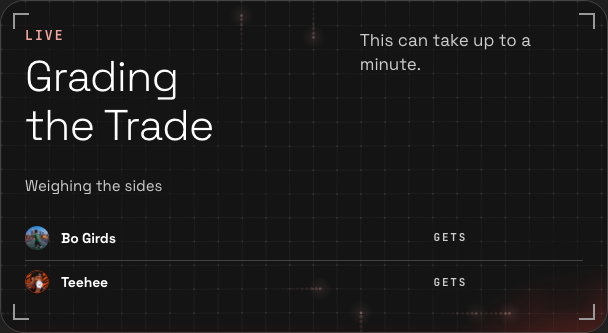 LIVE
Grading
the Trade
This can take up to a
minute.
Weighing the sides
Bo Girds GETS
Teehee GETS